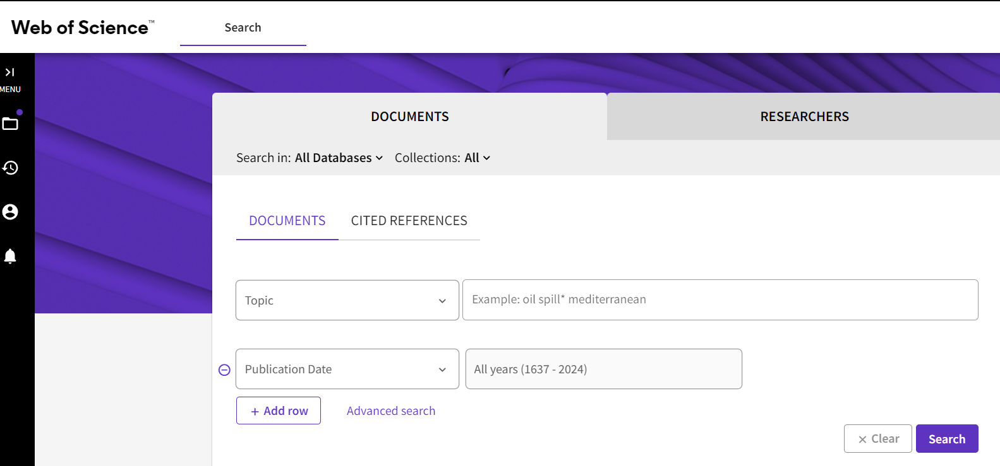 Web of Science™
Search
MENU
DOCUMENTS
RESEARCHERS
Search in: All Databases Collections: All
DOCUMENTS
CITED REFERENCES
Topic
Example: oil spill* mediterranean
Publication Date
All years (1637 - 2024)
+ Add row
Advanced search
× Clear
Search